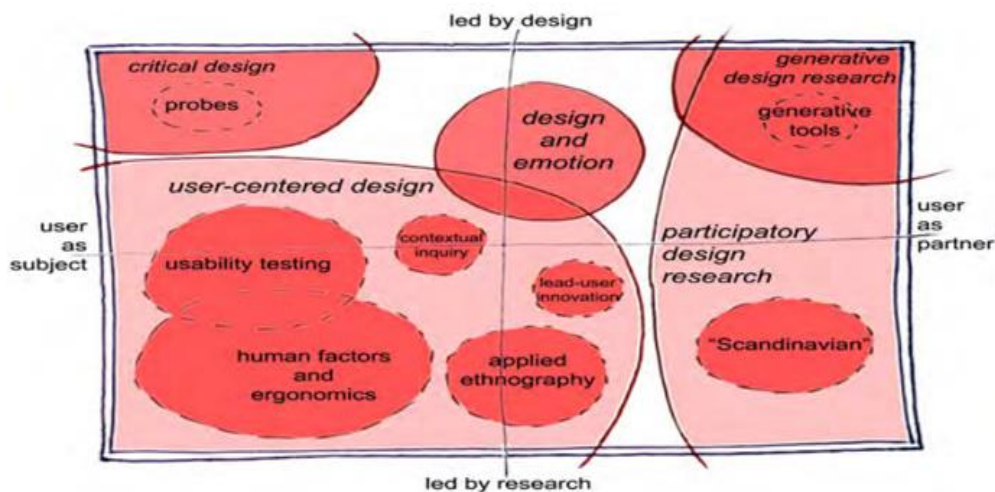 led by design
critical design
probes
generative
design research
generative
tools
design
and
emotion
user-centered design
user
as
subject
contextual
inquiry
usability testing
lead-user
innovation
participatory
design
research
user
as
partner
human factors
and
ergonomics
applied
ethnography
"Scandinavian"
led by research